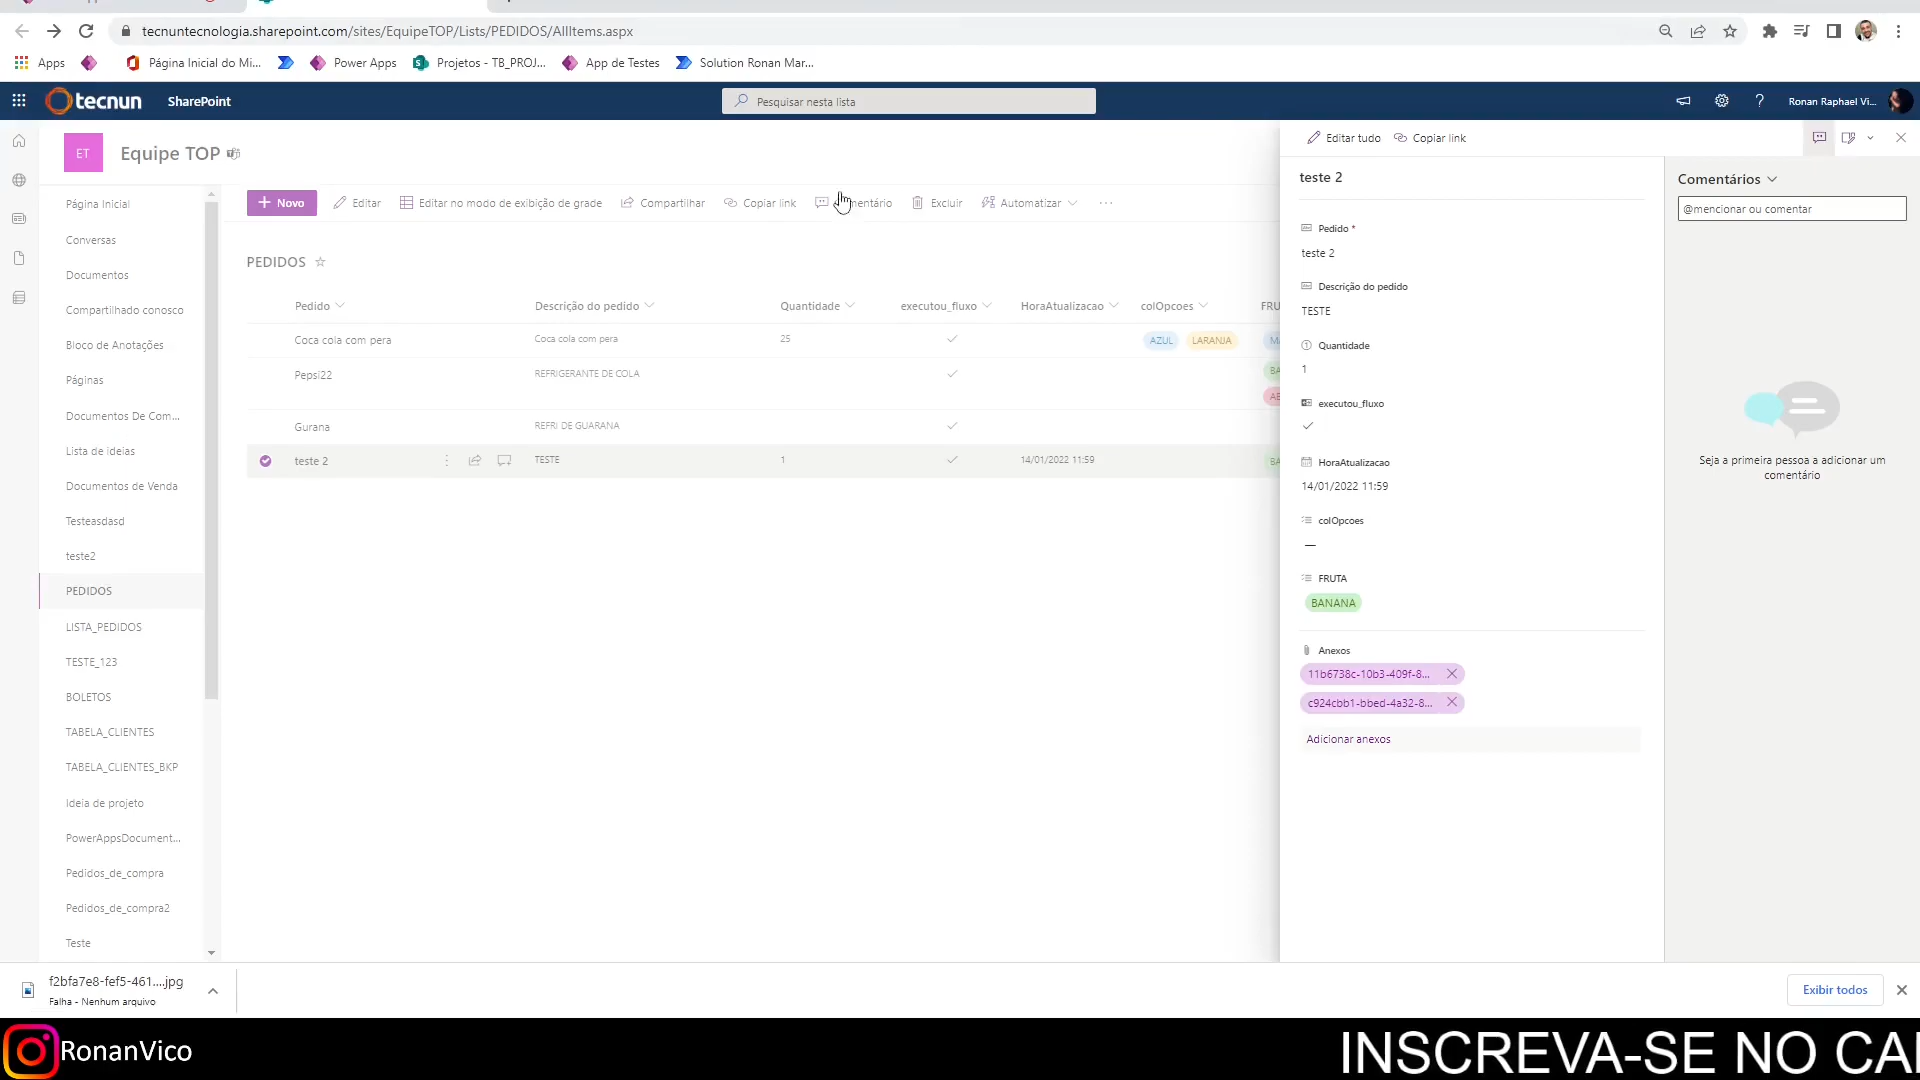 tecnuntecnologia.sharepoint.com/sites/EquipeTOP/Lists/PEDIDOS/AllItems.aspx
Apps
Página Inicial do Mi...
Power Apps
Projetos - TB_PROJ...
App de Testes
Solution Ronan Mar...
tecnun
SharePoint
Pesquisar nesta lista
?
Ronan Raphael Vi...
ET
Equipe TOP
Página Inicial
Conversas
Documentos
Compartilhado conosco
Bloco de Anotações
Páginas
Documentos De Com...
Lista de ideias
Documentos de Venda
Testeasdasd
teste2
PEDIDOS
LISTA_PEDIDOS
TESTE_123
BOLETOS
TABELA_CLIENTES
TABELA_CLIENTES_BKP
Ideia de projeto
PowerAppsDocument...
Pedidos_de_compra
Pedidos_de_compra2
Teste
+ Novo
Editar
Editar no modo de exibição de grade
Compartilhar
Copiar link
Excluir
Automatizar
...
PEDIDOS
Pedido
Descrição do pedido
Quantidade
executou_fluxo
HoraAtualizacao
colOpcoes
FRU
Coca cola com pera
Coca cola com pera
25
AZUL
LARANJA
Pepsi22
REFRIGERANTE DE COLA
BA
Gurana
REFRI DE GUARANA
teste 2
TESTE
1
14/01/2022 11:59
BA
Editar tudo
Copiar link
teste 2
Pedido *
teste 2
Descrição do pedido
TESTE
Quantidade
1
executou_fluxo
HoraAtualizacao
14/01/2022 11:59
colOpcoes
—
FRUTA
BANANA
Anexos
11b6738c-10b3-409f-8...
c924cbb1-bbed-4a32-8...
Adicionar anexos
Comentários
@mencionar ou comentar
Seja a primeira pessoa a adicionar um
comentário
f2bfa7e8-fef5-461....jpg
Falha - Nenhum arquivo
Exibir todos
RonanVico
INSCREVA-SE NO CA